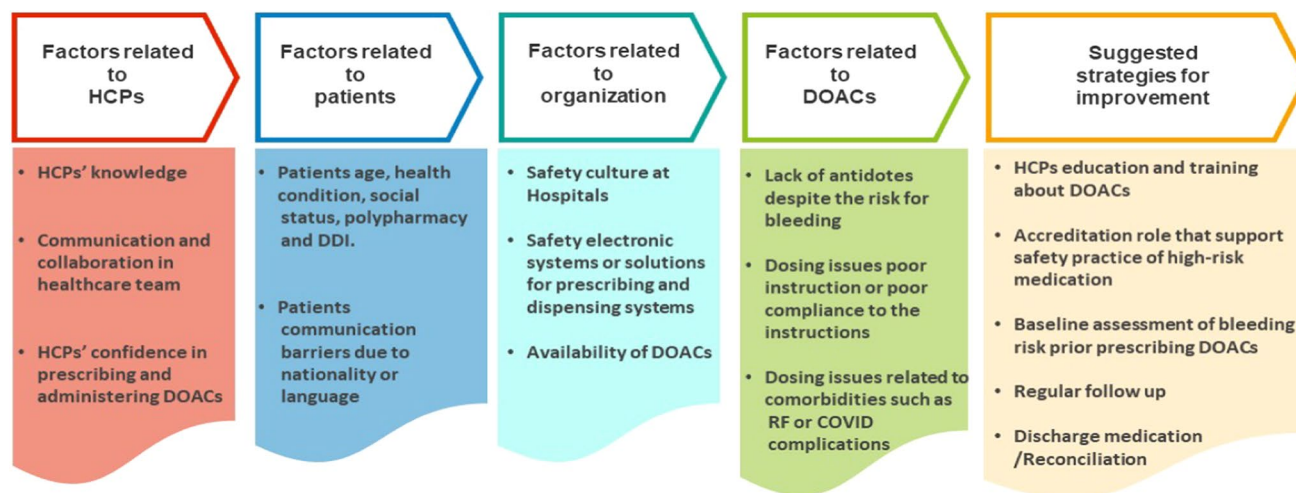 Factors related
to
HCPs
Factors related
to
patients
Factors related
to
organization
Factors related
to
DOACs
Suggested
strategies for
improvement
• HCPs' knowledge
• Communication and
collaboration in
healthcare team
• HCPs' confidence in
prescribing and
administering DOACs
• Patients age, health
condition, social
status, polypharmacy
and DDI.
• Patients
communication
barriers due to
nationality or
language
• Safety culture at
Hospitals
• Safety electronic
systems or solutions
for prescribing and
dispensing systems
• Availability of DOACs
• Lack of antidotes
despite the risk for
bleeding
• Dosing issues poor
instruction or poor
compliance to the
instructions
• Dosing issues related to
comorbidities such as
RF or COVID
complications
• HCPs education and training
about DOACs
• Accreditation role that support
safety practice of high-risk
medication
• Baseline assessment of bleeding
risk prior prescribing DOACs
• Regular follow up
• Discharge medication
/Reconciliation